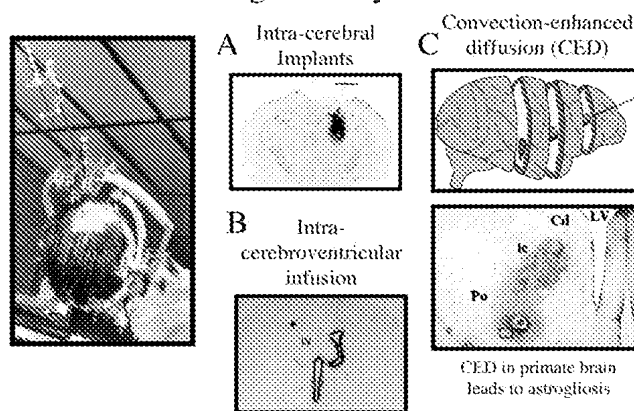 A
Intra-cerebral
Implants
B
Intra-
cerebroventricular
infusion
C
Convection-enhanced
diffusion (CED)
Cd
LV
ic
Pu
CED in primate brain
leads to astrogliosis